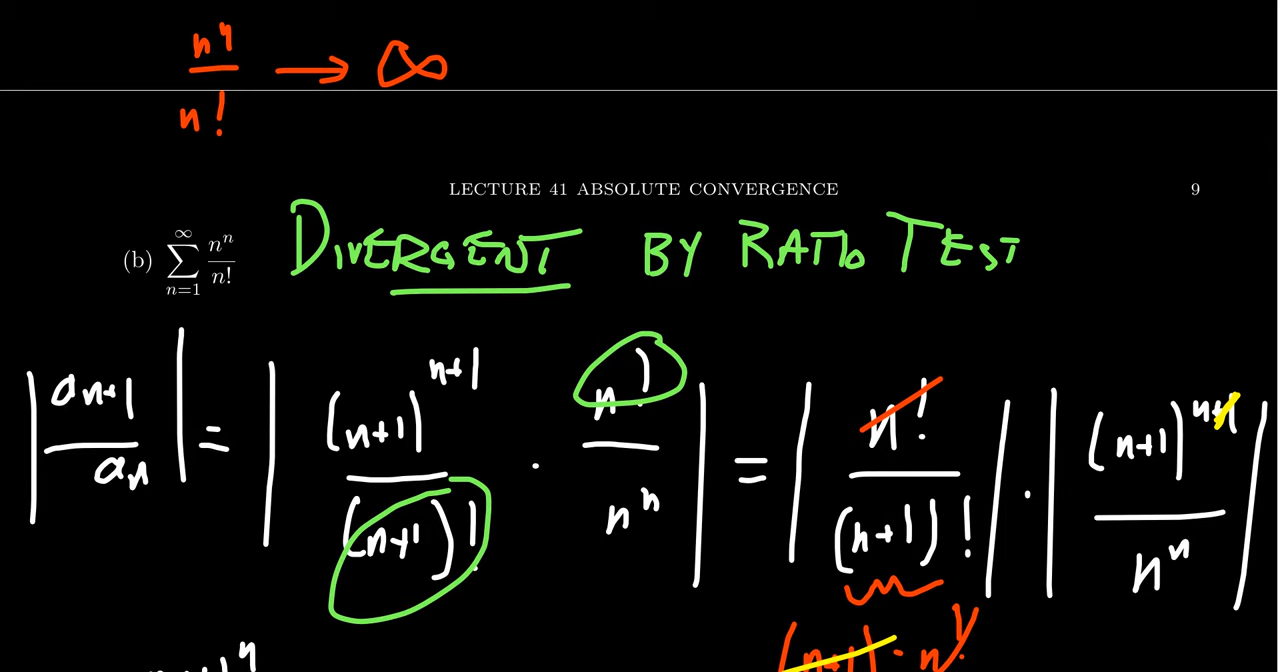 n^n / n! → ∞
LECTURE 41 ABSOLUTE CONVERGENCE 9
(b) ∑_{n=1}^{∞} n^n / n! DIVERGENT BY RATIO TEST
|a_{n+1} / a_n| = |(n+1)^{n+1} / (n+1)! · n! / n^n| = |n! / (n+1)!| · |(n+1)^{n+1} / n^n|
(n+1) · n!